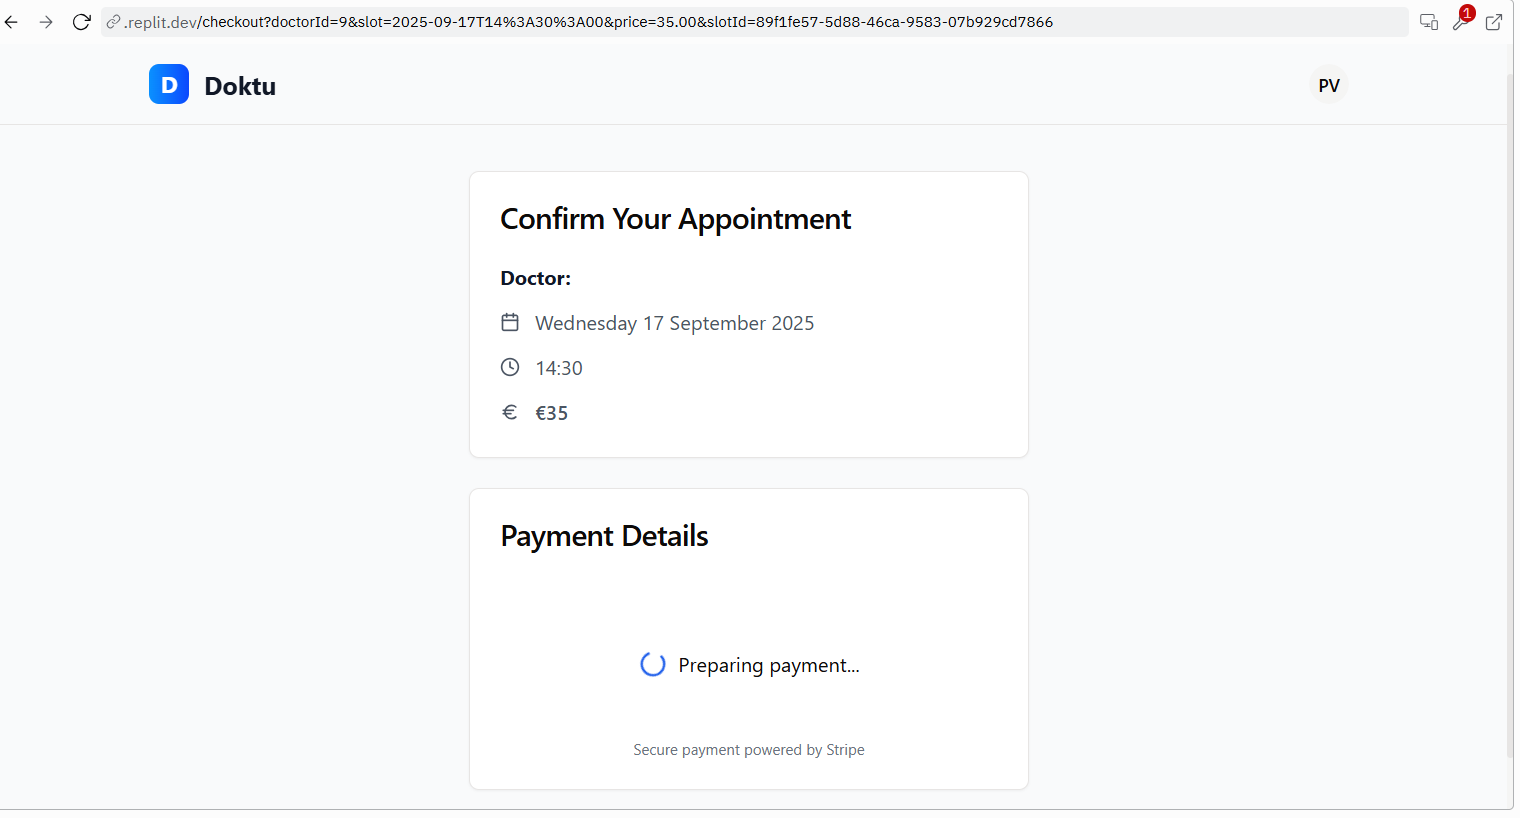 .replit.dev/checkout?doctorId=9&slot=2025-09-17T14%3A30%3A00&price=35.00&slotId=89f1fe57-5d88-46ca-9583-07b929cd7866
1
D Doktu
PV
Confirm Your Appointment
Doctor:
Wednesday 17 September 2025
14:30
€ €35
Payment Details
Preparing payment...
Secure payment powered by Stripe